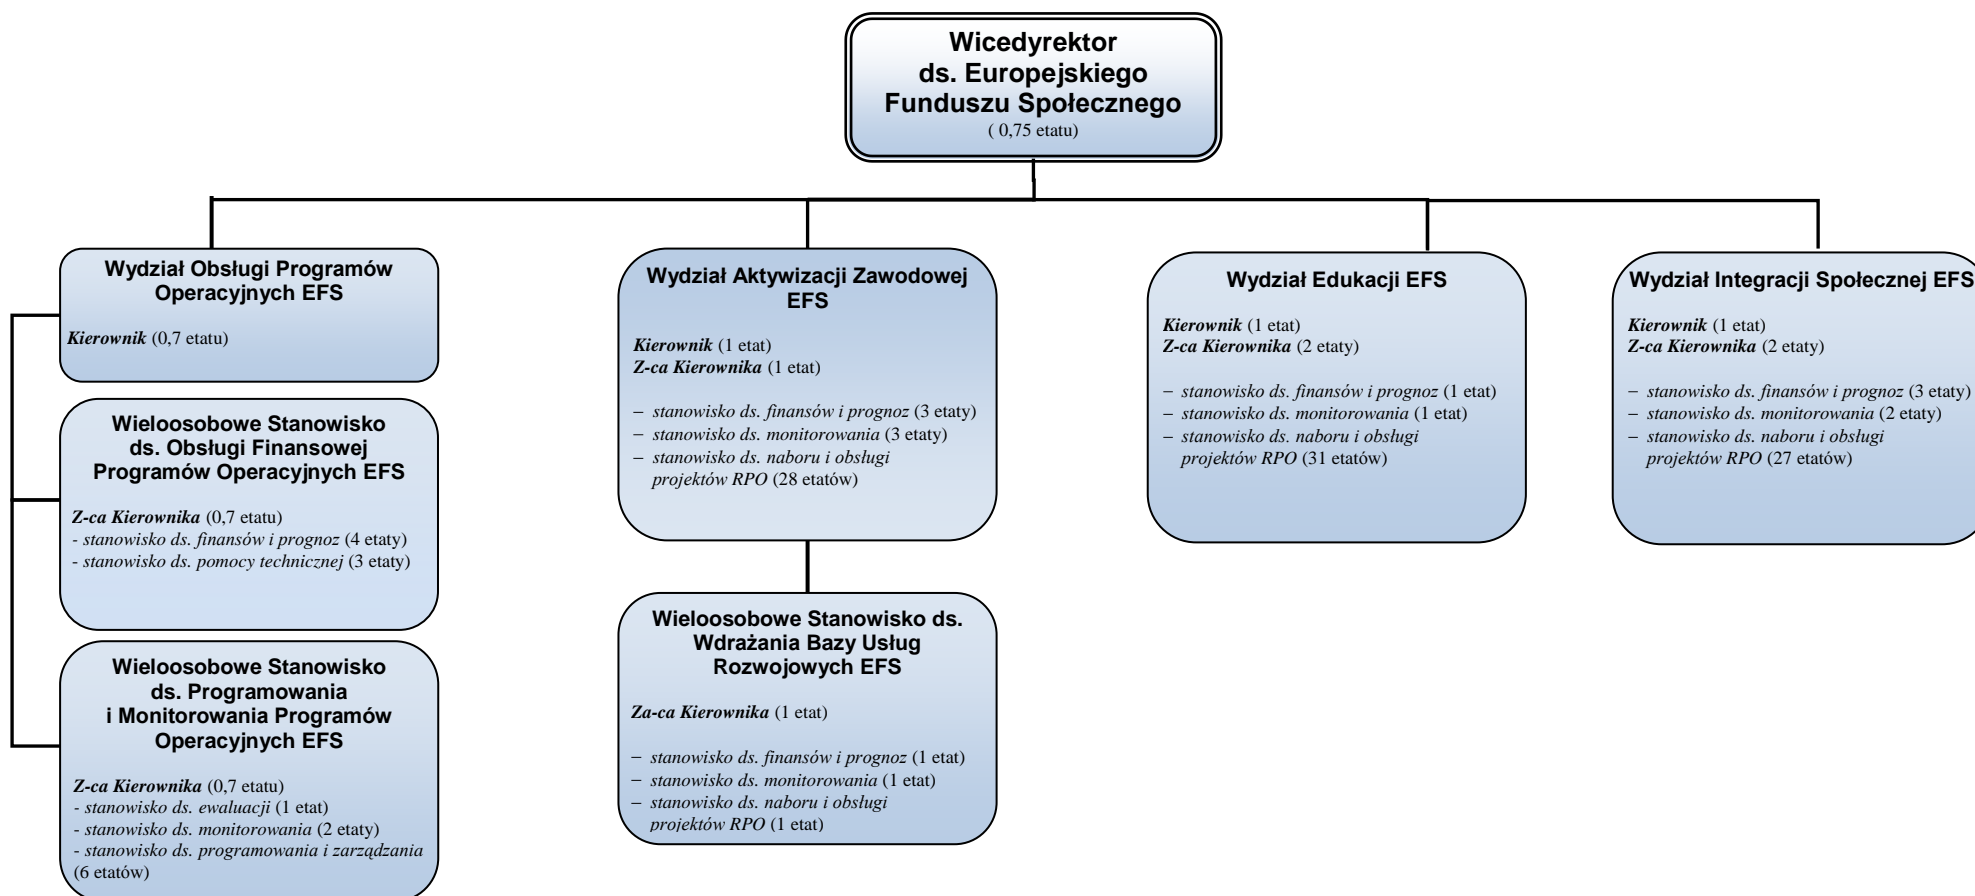 Wicedyrektor
ds. Europejskiego
Funduszu Społecznego
( 0,75 etatu)
Wydział Obsługi Programów
Operacyjnych EFS
Kierownik (0,7 etatu)
Wieloosobowe Stanowisko
ds. Obsługi Finansowej
Programów Operacyjnych EFS
Z-ca Kierownika (0,7 etatu)
- stanowisko ds. finansów i prognoz (4 etaty)
- stanowisko ds. pomocy technicznej (3 etaty)
Wieloosobowe Stanowisko
ds. Programowania
i Monitorowania Programów
Operacyjnych EFS
Z-ca Kierownika (0,7 etatu)
- stanowisko ds. ewaluacji (1 etat)
- stanowisko ds. monitorowania (2 etaty)
- stanowisko ds. programowania i zarządzania
(6 etatów)
Wydział Aktywizacji Zawodowej
EFS
Kierownik (1 etat)
Z-ca Kierownika (1 etat)
– stanowisko ds. finansów i prognoz (3 etaty)
– stanowisko ds. monitorowania (3 etaty)
– stanowisko ds. naboru i obsługi
projektów RPO (28 etatów)
Wieloosobowe Stanowisko ds.
Wdrażania Bazy Usług
Rozwojowych EFS
Za-ca Kierownika (1 etat)
– stanowisko ds. finansów i prognoz (1 etat)
– stanowisko ds. monitorowania (1 etat)
– stanowisko ds. naboru i obsługi
projektów RPO (1 etat)
Wydział Edukacji EFS
Kierownik (1 etat)
Z-ca Kierownika (2 etaty)
– stanowisko ds. finansów i prognoz (1 etat)
– stanowisko ds. monitorowania (1 etat)
– stanowisko ds. naboru i obsługi
projektów RPO (31 etatów)
Wydział Integracji Społecznej EFS
Kierownik (1 etat)
Z-ca Kierownika (2 etaty)
– stanowisko ds. finansów i prognoz (3 etaty)
– stanowisko ds. monitorowania (2 etaty)
– stanowisko ds. naboru i obsługi
projektów RPO (27 etatów)